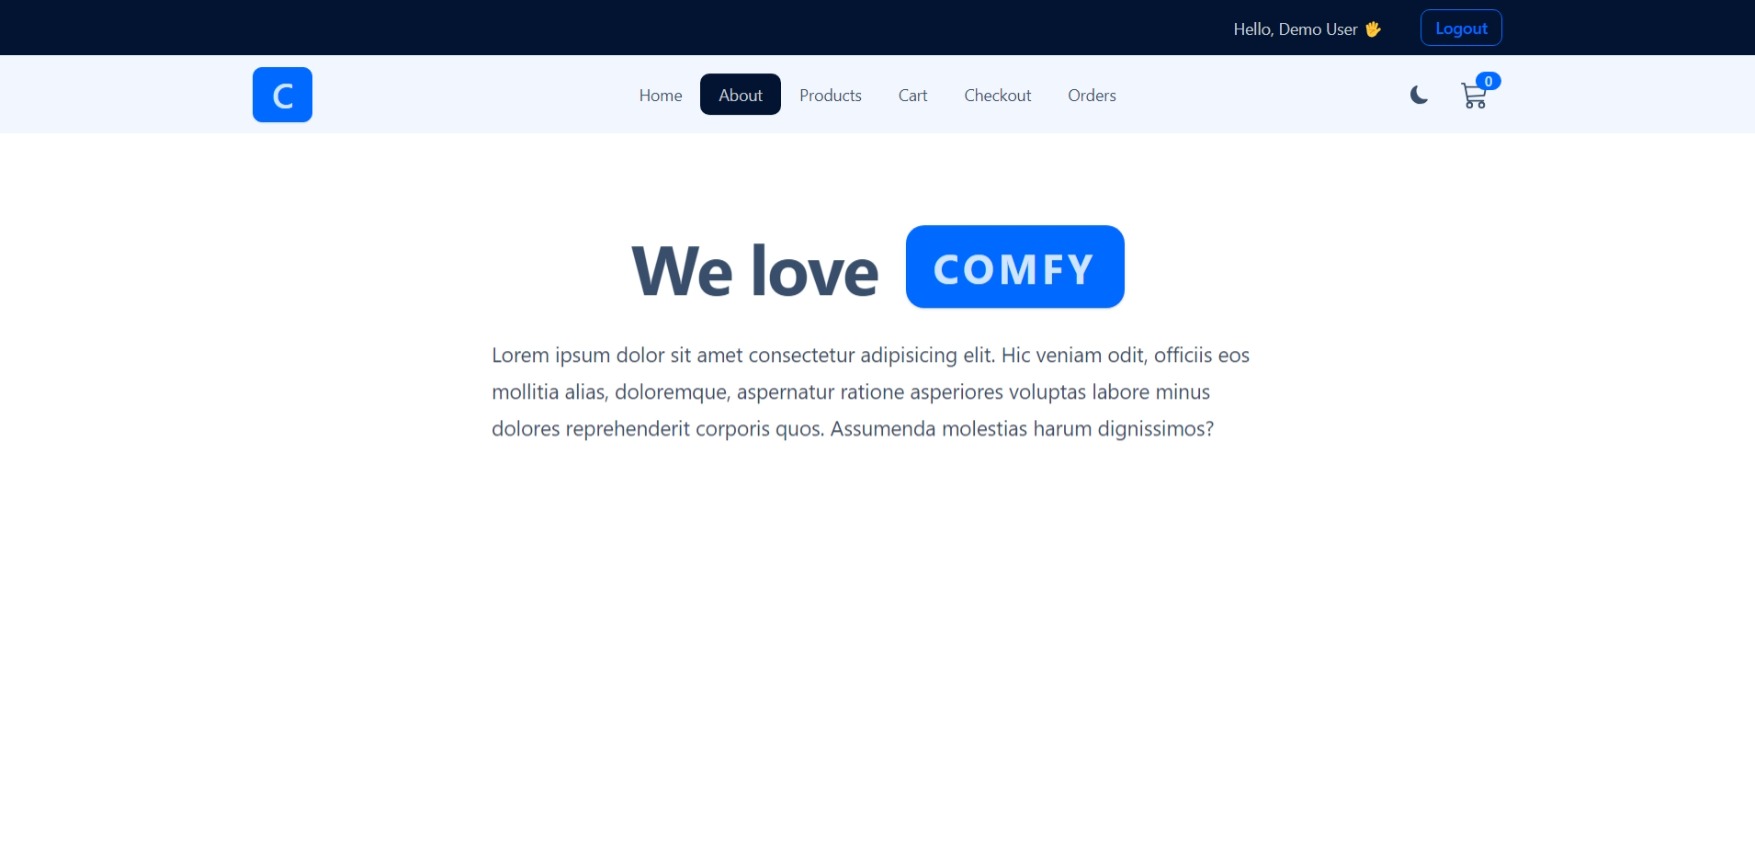 Hello, Demo User 🖐️
Logout
C
Home
About
Products
Cart
Checkout
Orders
0
We love COMFY
Lorem ipsum dolor sit amet consectetur adipisicing elit. Hic veniam odit, officiis eos
mollitia alias, doloremque, aspernatur ratione asperiores voluptas labore minus
dolores reprehenderit corporis quos. Assumenda molestias harum dignissimos?